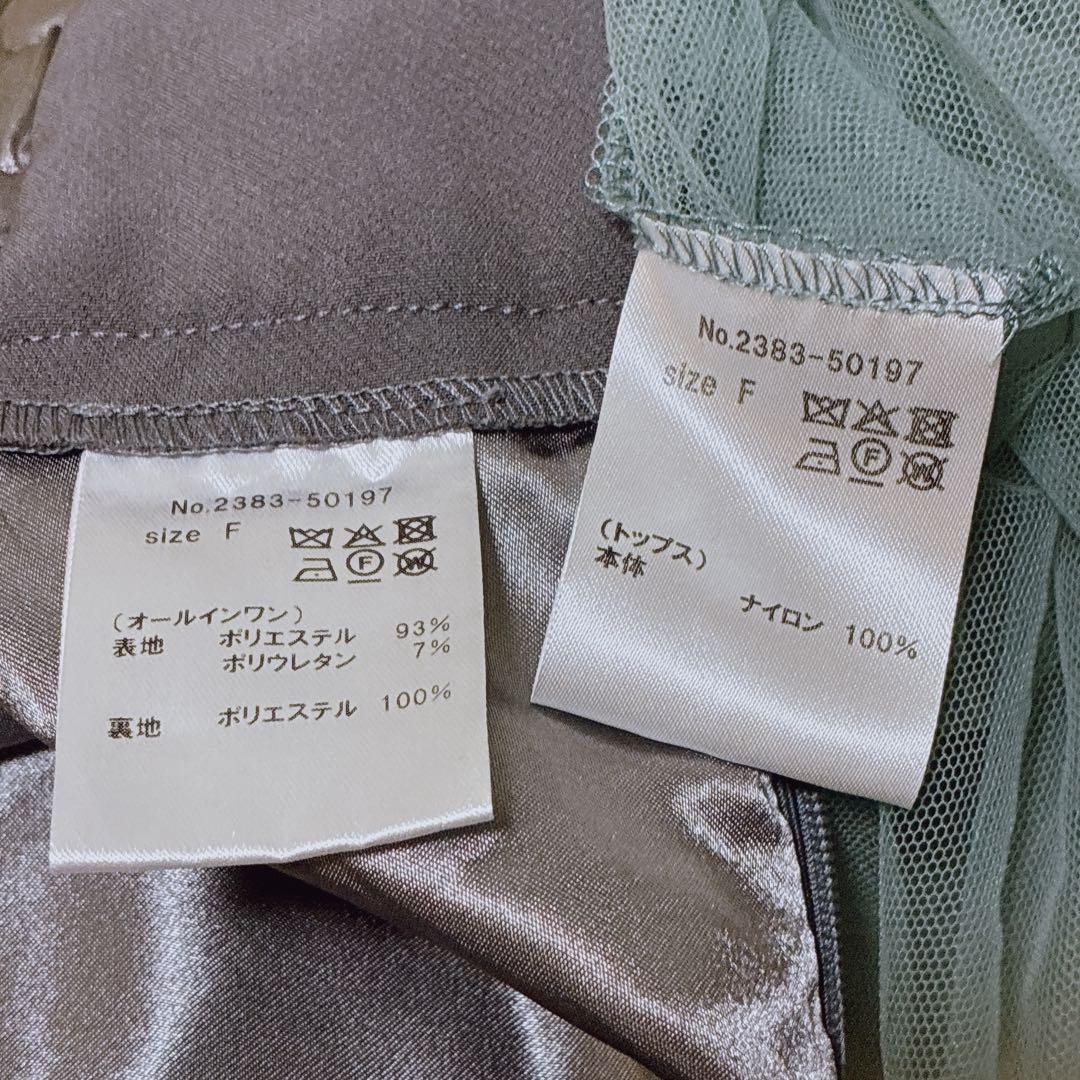 No.2383-50197
size F
F W
(オールインワン)
表地 ポリエステル 93%
ポリウレタン 7%
裏地 ポリエステル 100%
No.2383-50197
size F
F W
(トップス)
本体
ナイロン 100%